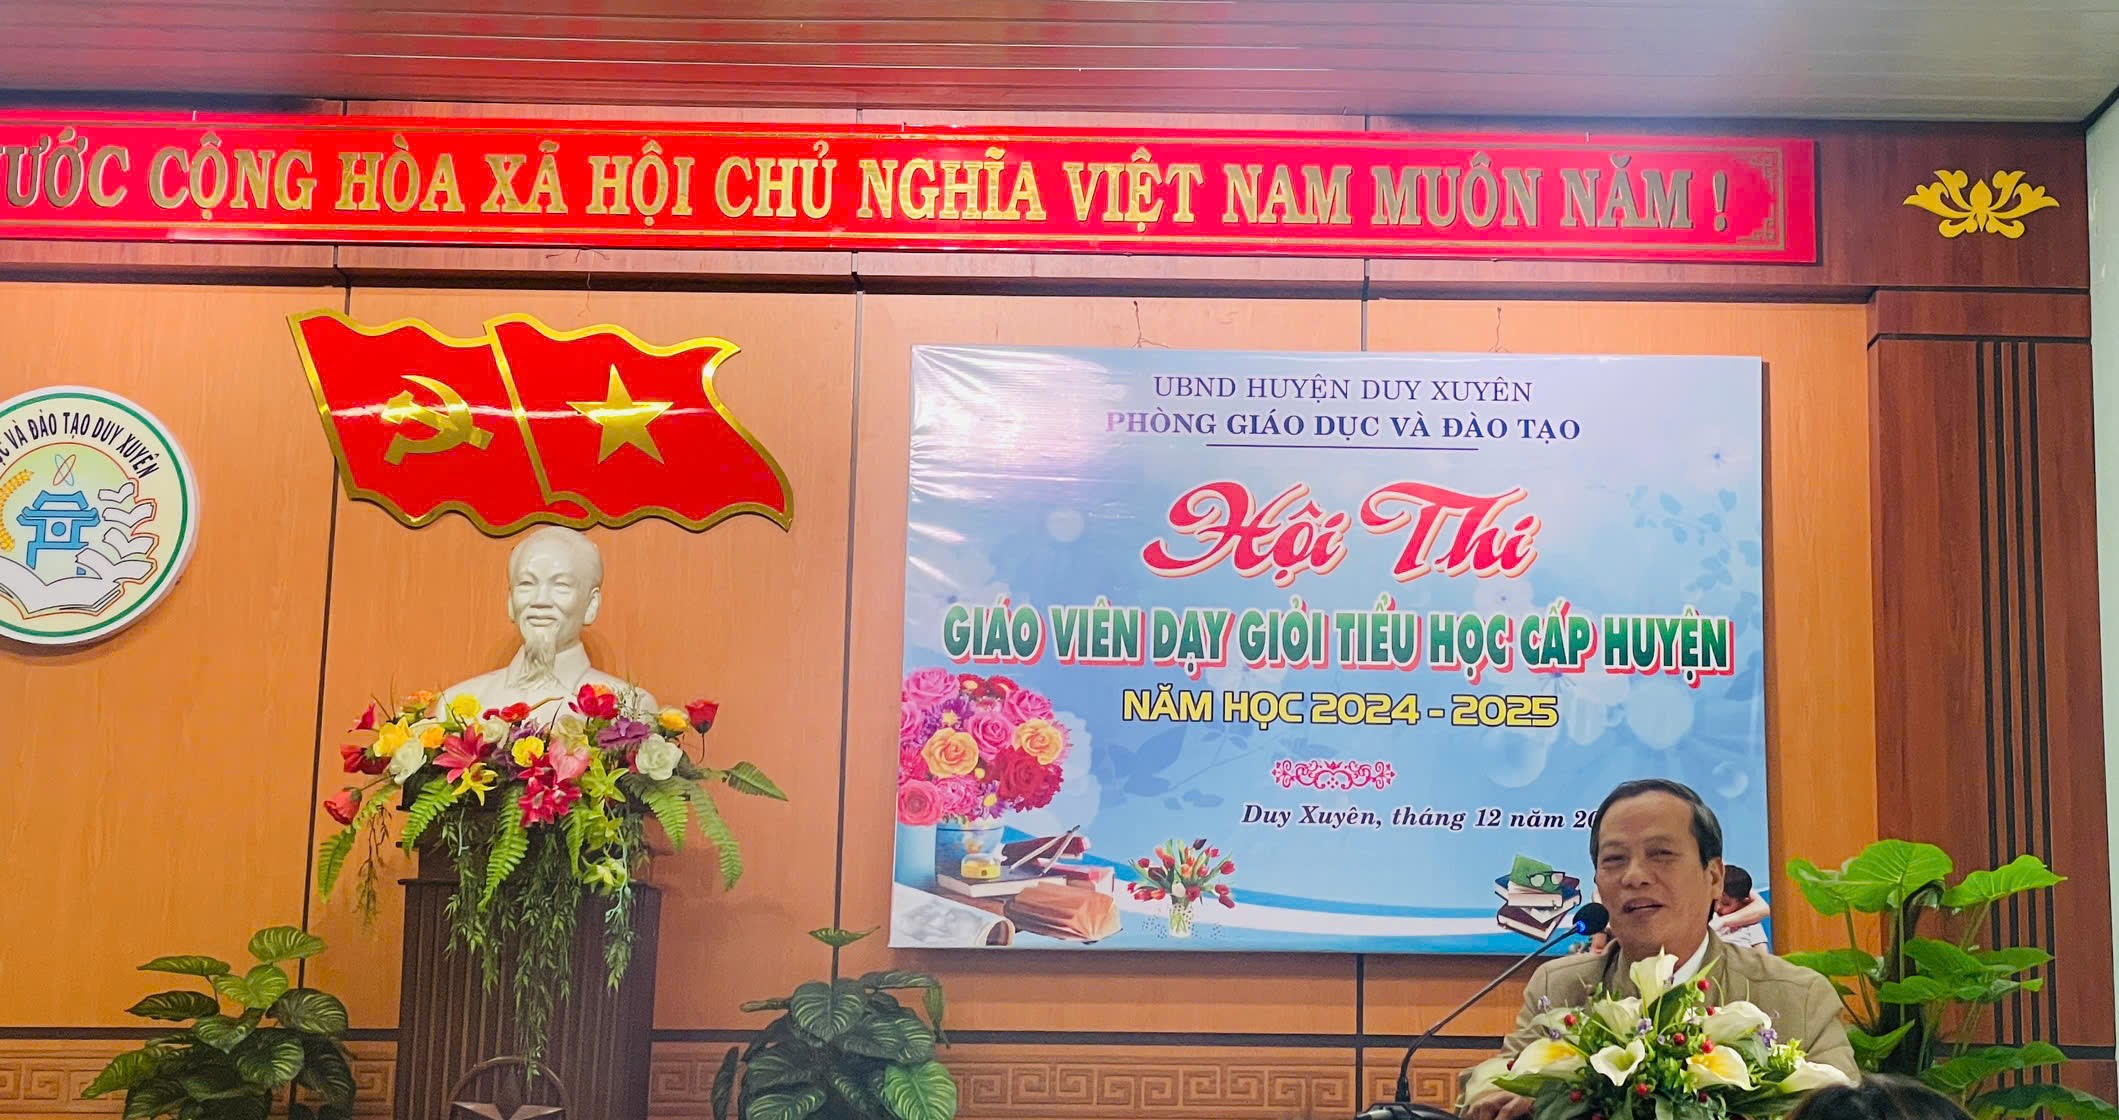 CỘNG HÒA XÃ HỘI CHỦ NGHĨA VIỆT NAM MUÔN NĂM !
VÀ ĐÀO TẠO DUY XUYÊN
UBND HUYỆN DUY XUYÊN
PHÒNG GIÁO DỤC VÀ ĐÀO TẠO
Hội Thi
GIÁO VIÊN DẠY GIỎI TIỂU HỌC CẤP HUYỆN
NĂM HỌC 2024 - 2025
Duy Xuyên, tháng 12 năm